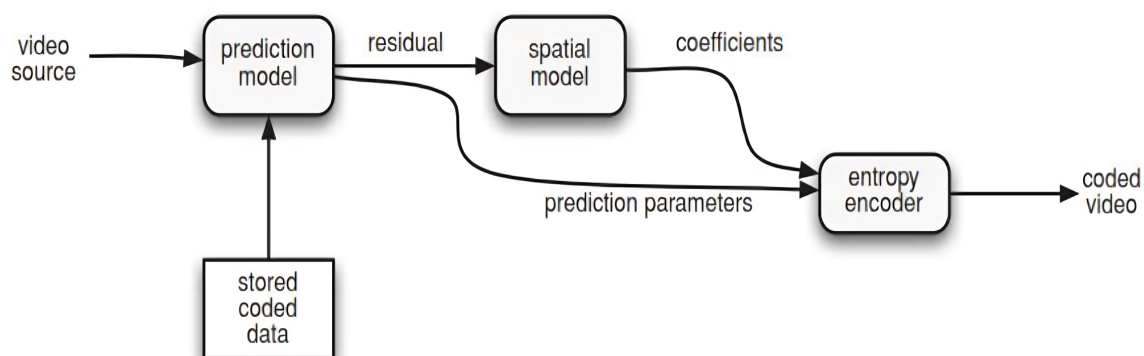 video
source
prediction
model
residual
spatial
model
coefficients
prediction parameters
entropy
encoder
coded
video
stored
coded
data